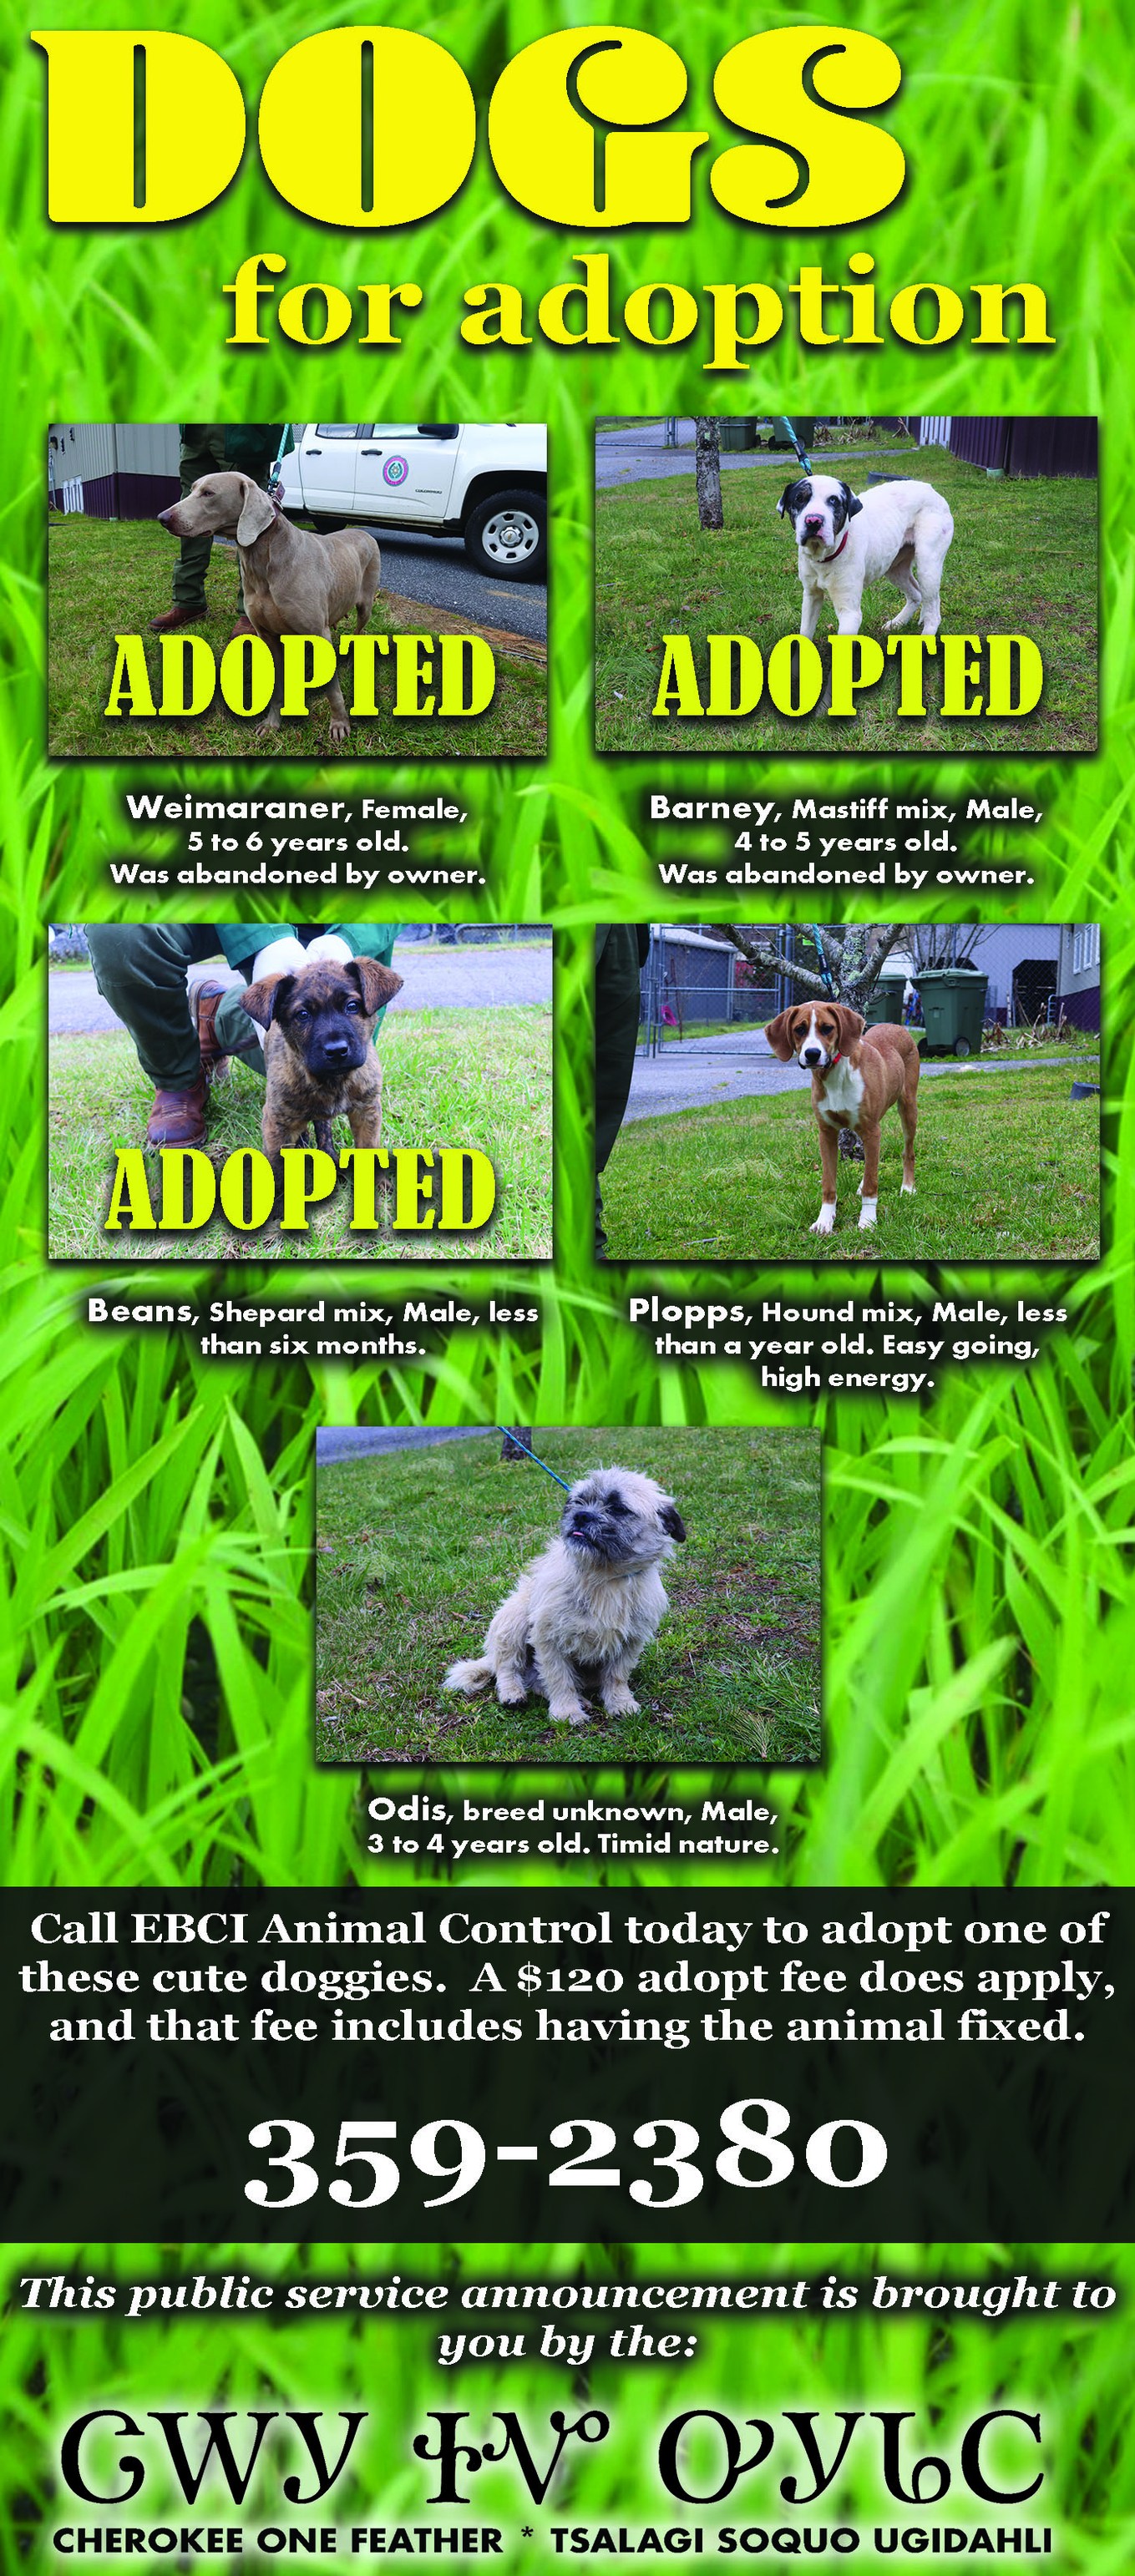 DOGS
for adoption
ADOPTED
ADOPTED
Weimaraner, Female,
5 to 6 years old.
Was abandoned by owner.
Barney, Mastiff mix, Male,
4 to 5 years old.
Was abandoned by owner.
ADOPTED
Beans, Shepard mix, Male, less
than six months.
Plopps, Hound mix, Male, less
than a year old. Easy going,
high energy.
Odis, breed unknown, Male,
3 to 4 years old. Timid nature.
Call EBCI Animal Control today to adopt one of
these cute doggies. A $120 adopt fee does apply,
and that fee includes having the animal fixed.
359-2380
This public service announcement is brought to
you by the:
ᏣᎳᎩ ᏐᏉ ᎤᎩᏓᏟ
CHEROKEE ONE FEATHER * TSALAGI SOQUO UGIDAHLI